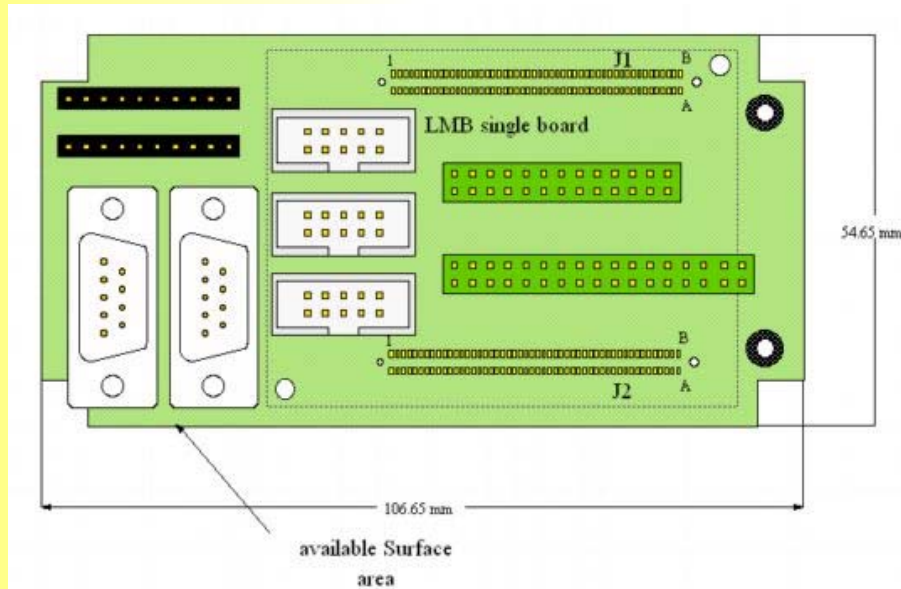 1
J1
B
A
LMB single board
54.65 mm
1
B
J2
A
106.65 mm
available Surface
area